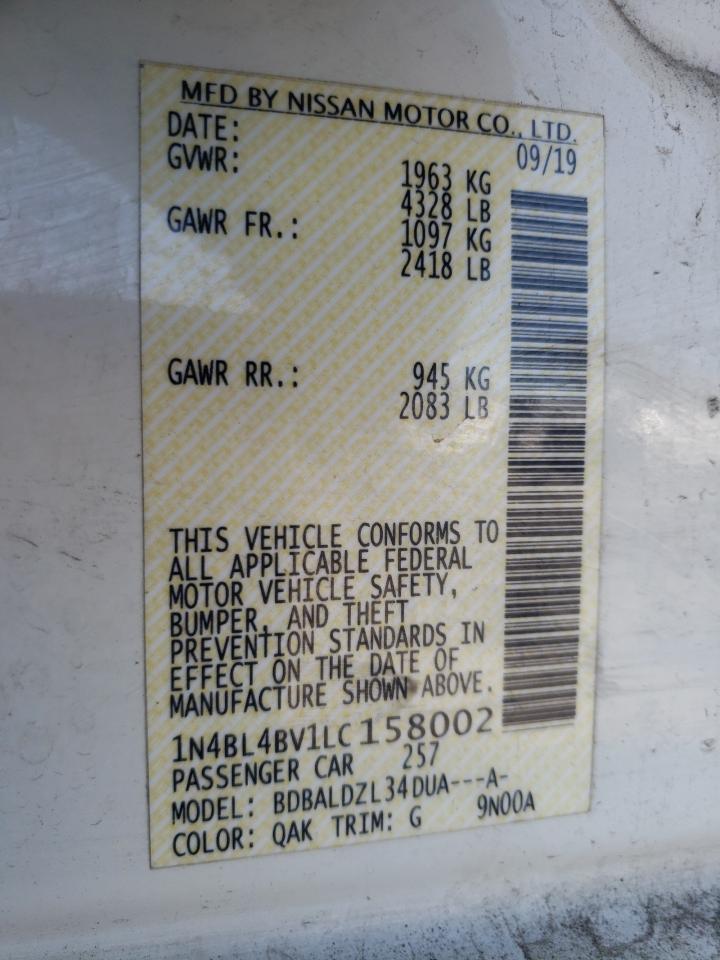 MFD BY NISSAN MOTOR CO., LTD.
DATE: 09/19
GVWR: 1963 KG
4328 LB
GAWR FR.: 1097 KG
2418 LB
GAWR RR.: 945 KG
2083 LB
THIS VEHICLE CONFORMS TO
ALL APPLICABLE FEDERAL
MOTOR VEHICLE SAFETY,
BUMPER, AND THEFT
PREVENTION STANDARDS IN
EFFECT ON THE DATE OF
MANUFACTURE SHOWN ABOVE.
1N4BL4BV1LC158002
PASSENGER CAR 257
MODEL: BDBALDZL34DUA---A-
COLOR: QAK TRIM: G 9N00A